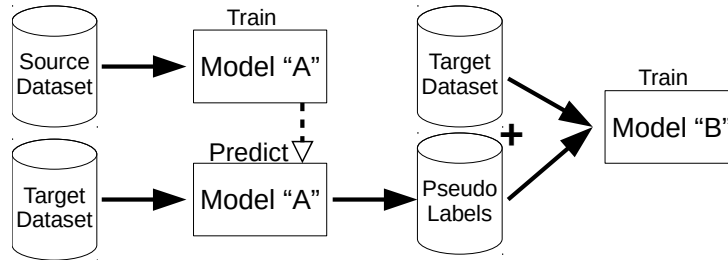 Train
Source
Dataset
Model “A”
Target
Dataset
Train
Model “B”
+
Predict
Target
Dataset
Model “A”
Pseudo
Labels